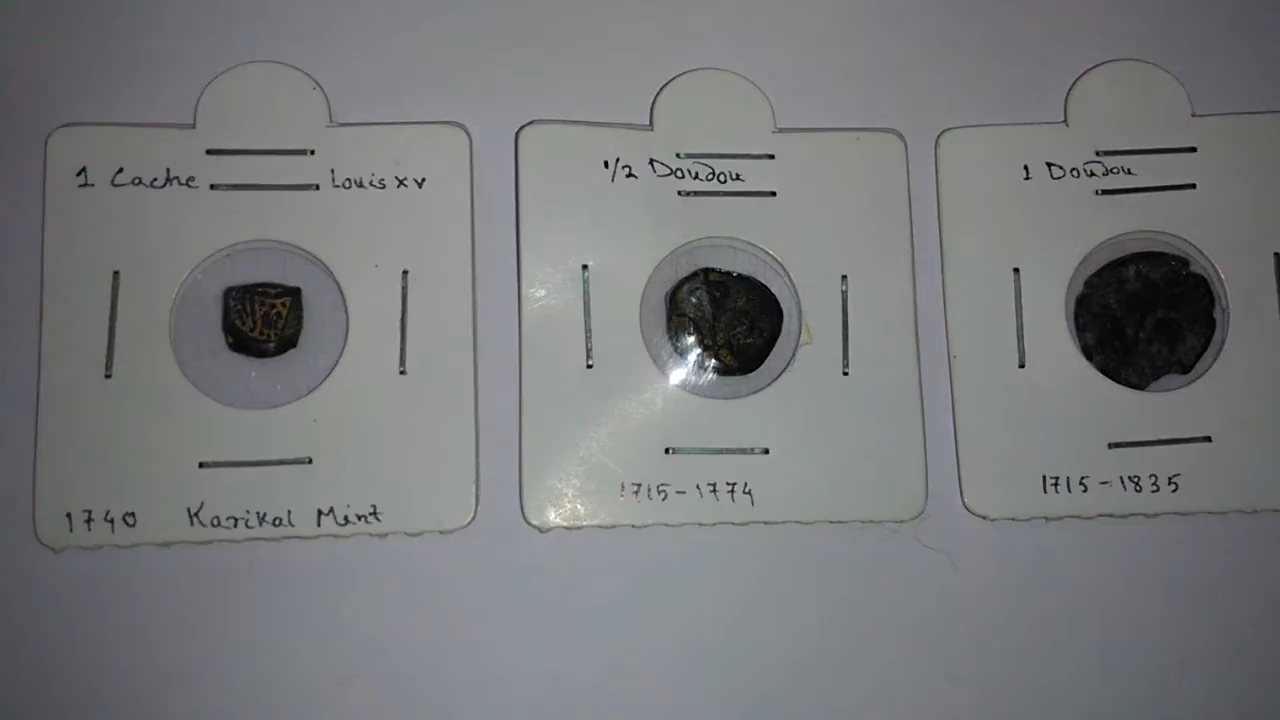 1 Cache Louis XV
1740 Karikal Mint
1/2 Doudou
1715-1774
1 Doudou
1715-1835